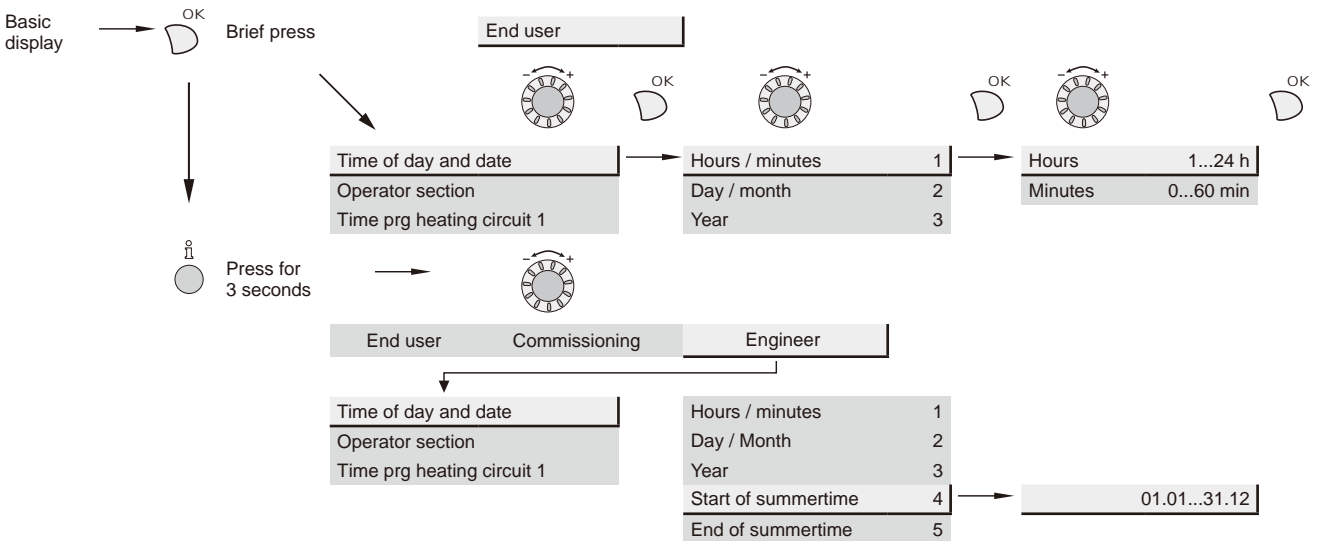 OK
Basic
display
Brief press
End user
- +
OK
- +
OK
- +
OK
Time of day and date
Hours / minutes 1
Hours 1...24 h
Operator section
Day / month 2
Minutes 0...60 min
Time prg heating circuit 1
Year 3
Press for
3 seconds
- +
End user Commissioning Engineer
Time of day and date
Hours / minutes 1
Operator section
Day / Month 2
Time prg heating circuit 1
Year 3
Start of summertime 4
01.01...31.12
End of summertime 5